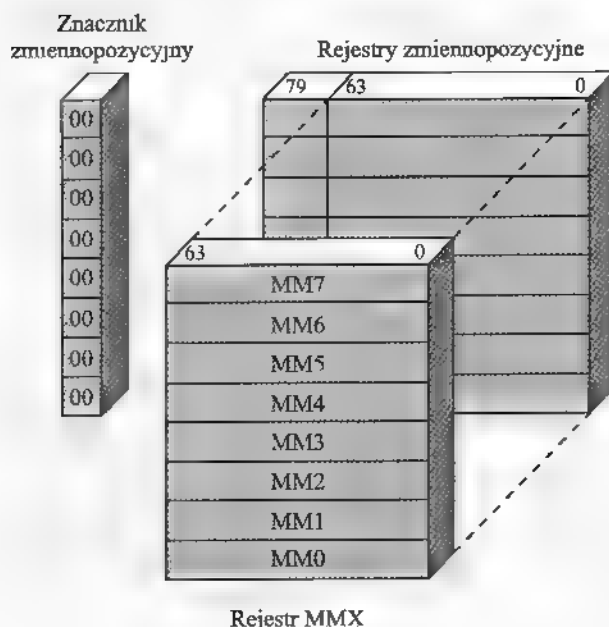 Znacznik
zmiennopozycyjny
Rejestry zmiennopozycyjne
79 63 0
00
00
00
00
00
00
00
00
63 0
MM7
MM6
MM5
MM4
MM3
MM2
MM1
MM0
Rejestr MMX